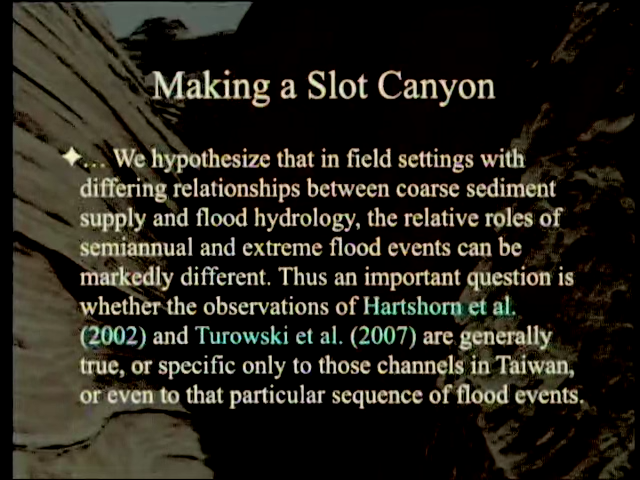 Making a Slot Canyon
… We hypothesize that in field settings with
differing relationships between coarse sediment
supply and flood hydrology, the relative roles of
semiannual and extreme flood events can be
markedly different. Thus an important question is
whether the observations of Hartshorn et al.
(2002) and Turowski et al. (2007) are generally
true, or specific only to those channels in Taiwan,
or even to that particular sequence of flood events.